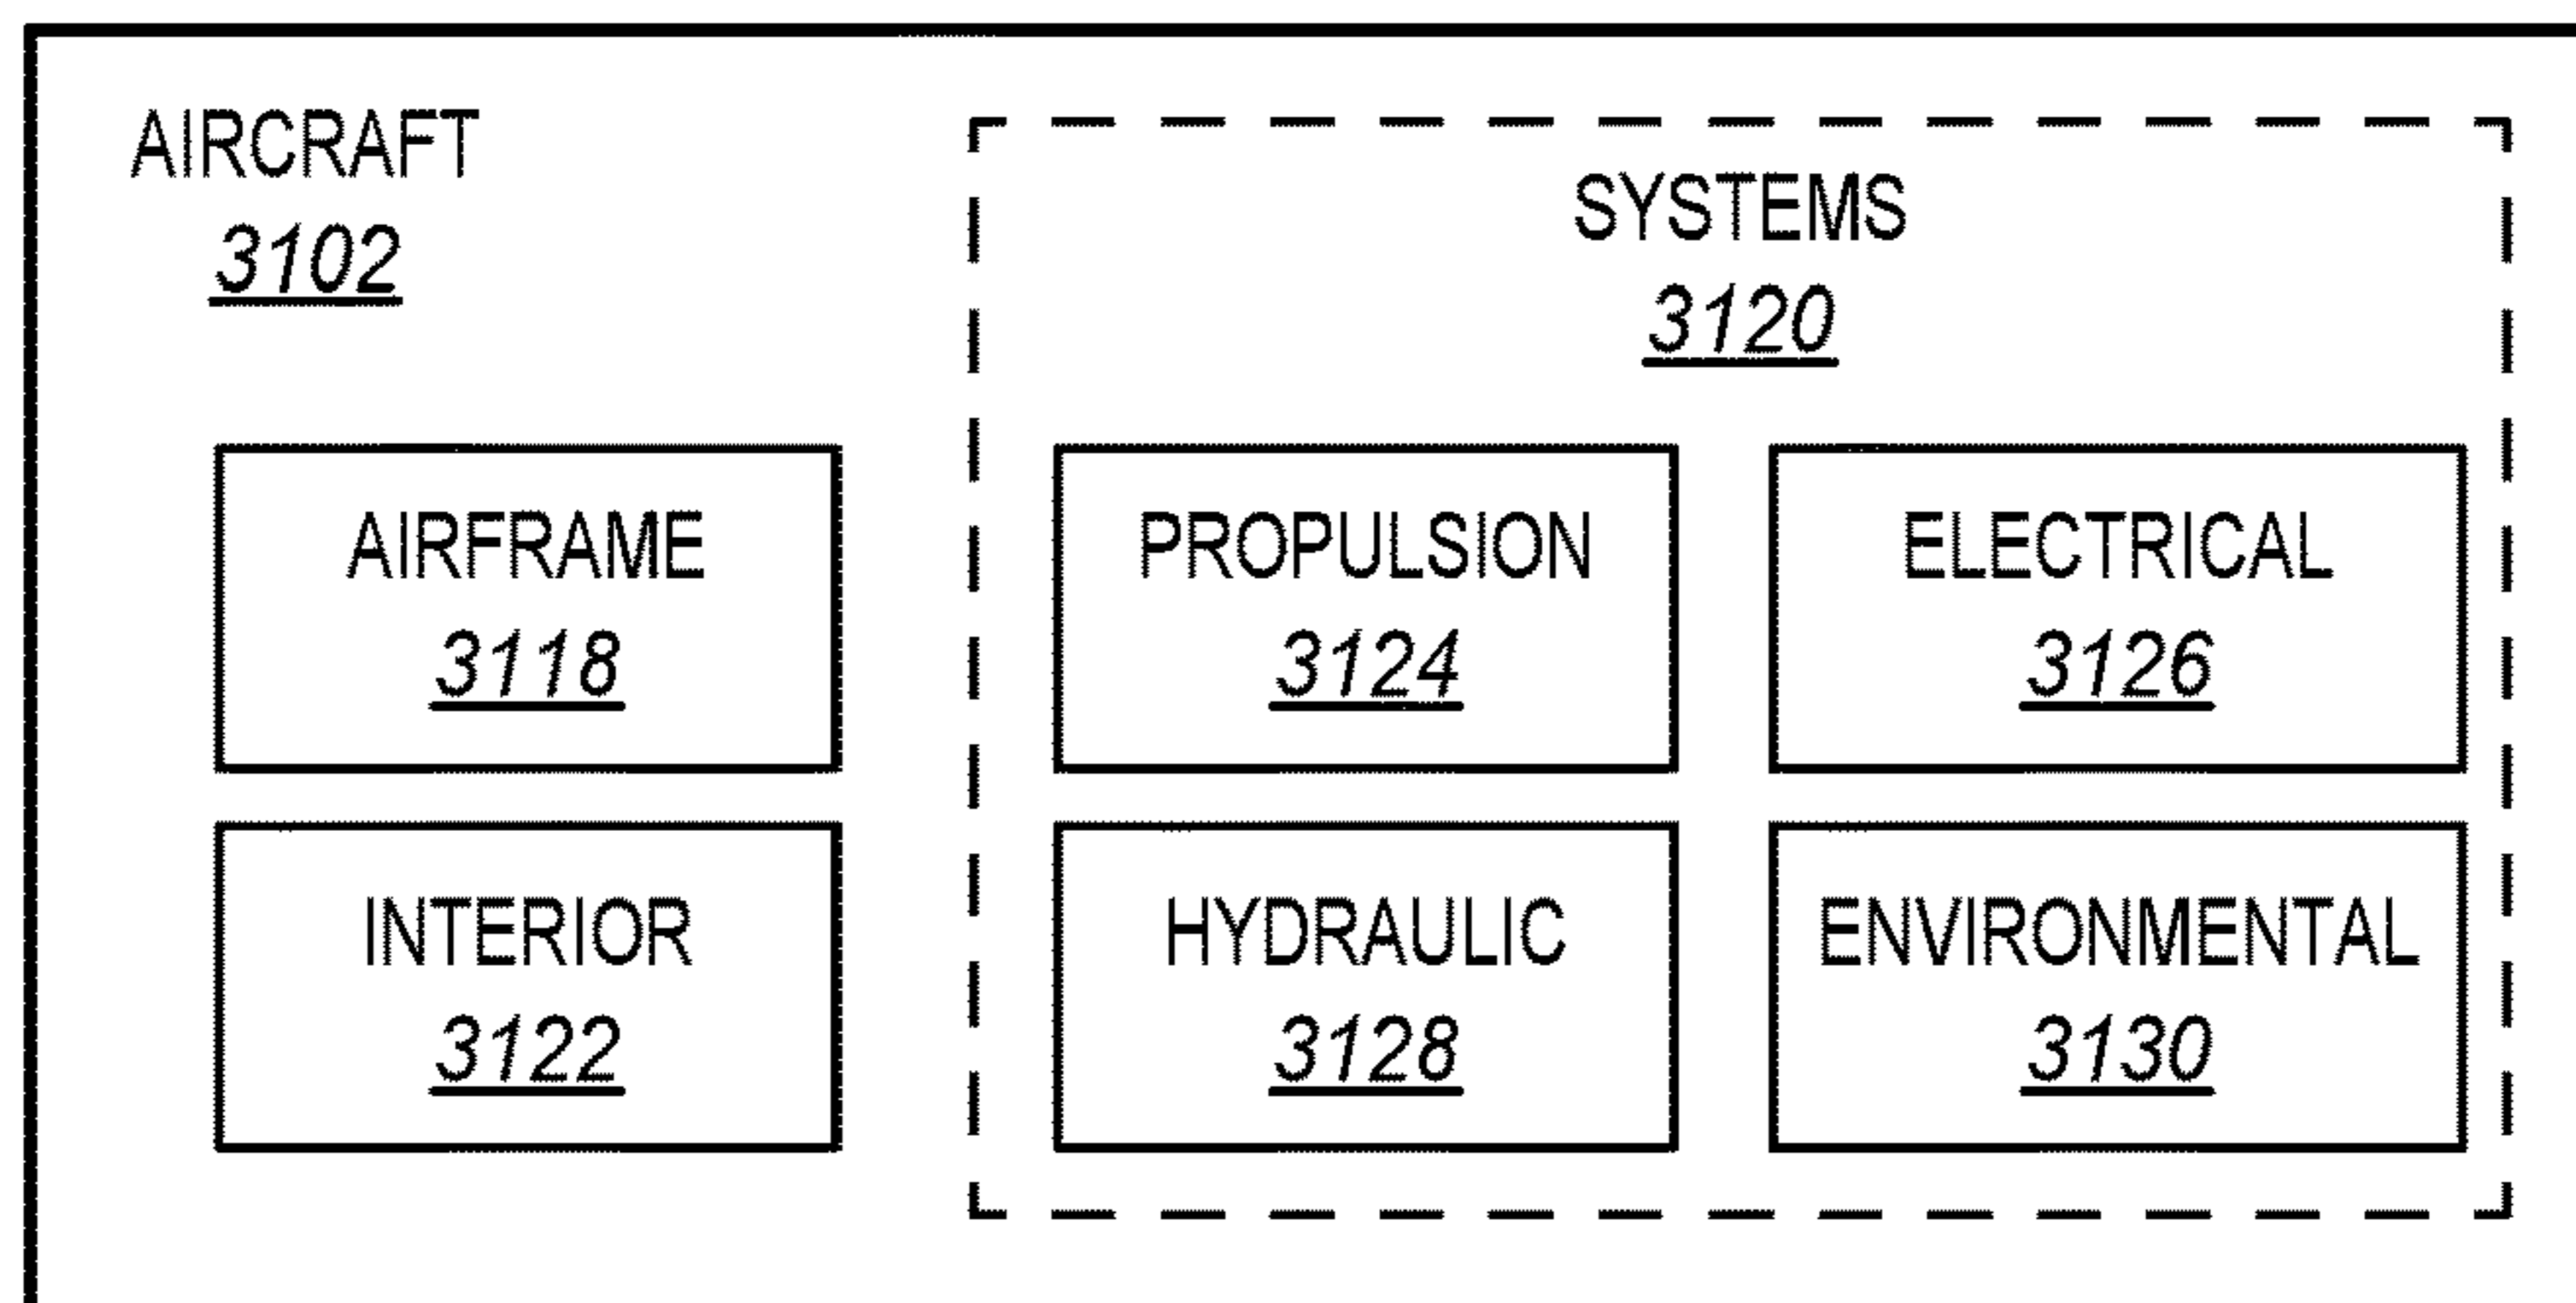 AIRCRAFT
3102
SYSTEMS
3120
AIRFRAME
3118
PROPULSION
3124
ELECTRICAL
3126
INTERIOR
3122
HYDRAULIC
3128
ENVIRONMENTAL
3130